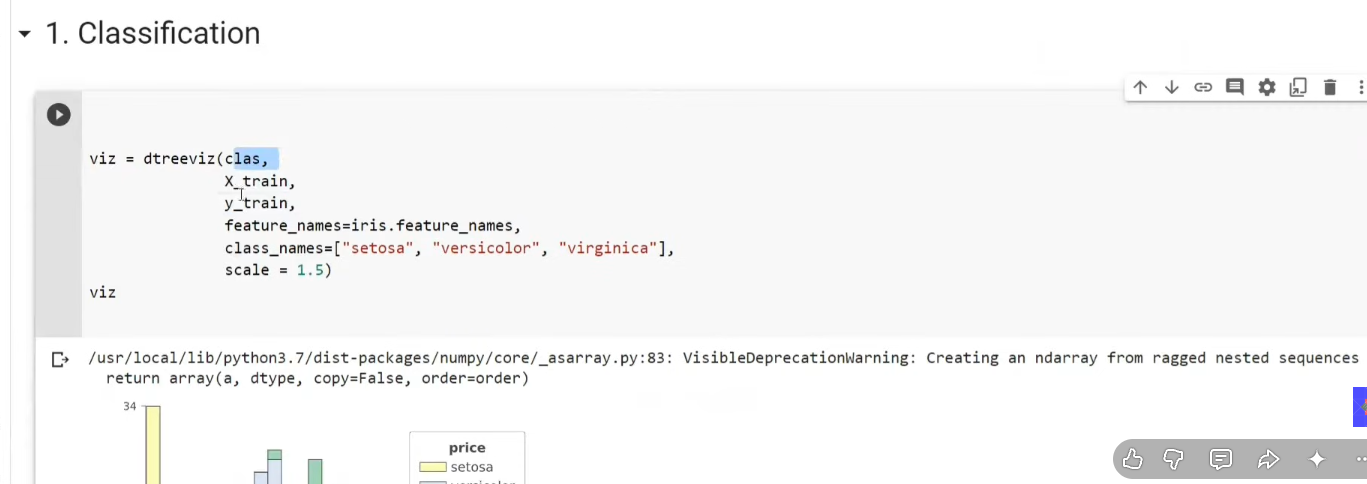 1. Classification
viz = dtreeviz(clas,
X_train,
y_train,
feature_names=iris.feature_names,
class_names=["setosa", "versicolor", "virginica"],
scale = 1.5)
viz
/usr/local/lib/python3.7/dist-packages/numpy/core/_asarray.py:83: VisibleDeprecationWarning: Creating an ndarray from ragged nested sequences
return array(a, dtype, copy=False, order=order)
34
price
setosa